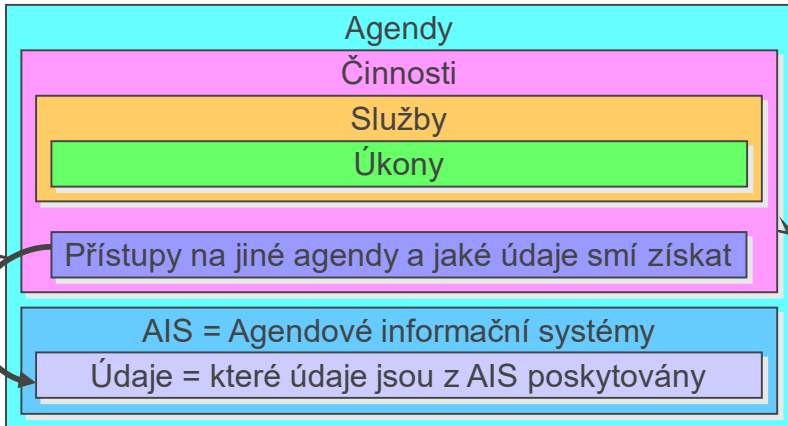 Agendy
Činnosti
Služby
Úkony
Přístupy na jiné agendy a jaké údaje smí získat
AIS = Agendové informační systémy
Údaje = které údaje jsou z AIS poskytovány